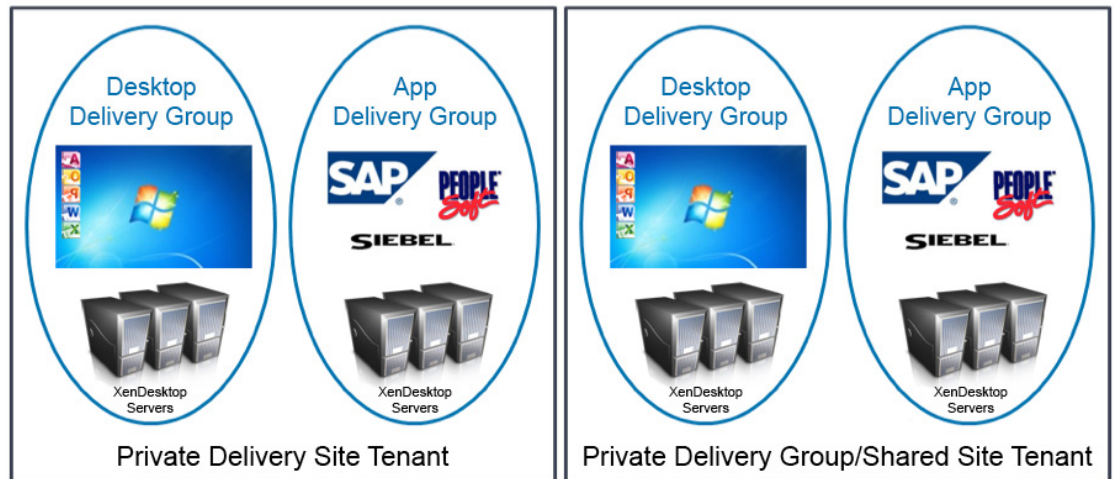 Desktop
Delivery Group
A
O
P
W
X
XenDesktop
Servers
App
Delivery Group
SAP
®
PEOPLE
Soft
SIEBEL
XenDesktop
Servers
Private Delivery Site Tenant
Desktop
Delivery Group
A
O
P
W
X
XenDesktop
Servers
App
Delivery Group
SAP
®
PEOPLE
Soft
SIEBEL
XenDesktop
Servers
Private Delivery Group/Shared Site Tenant